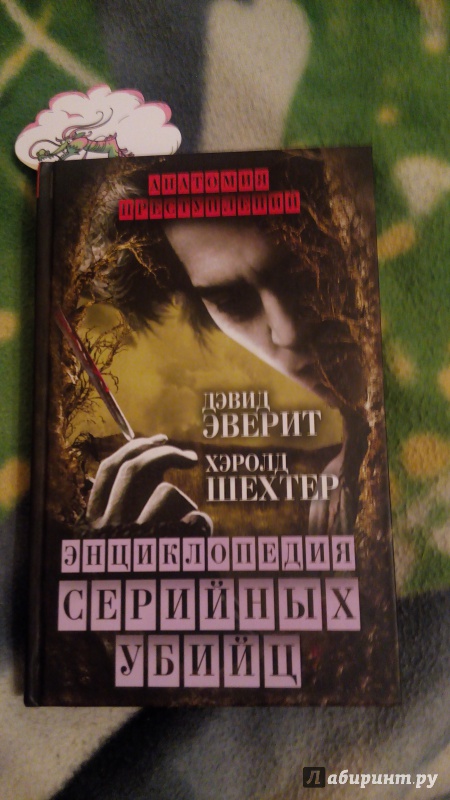 АНАТОМИЯ
ПРЕСТУПЛЕНИЙ
ДЭВИД
ЭВЕРИТ
ХЭРОЛД
ШЕХТЕР
ЭНЦИКЛОПЕДИЯ
СЕРИЙНЫХ
УБИЙЦ
Лабиринт.ру